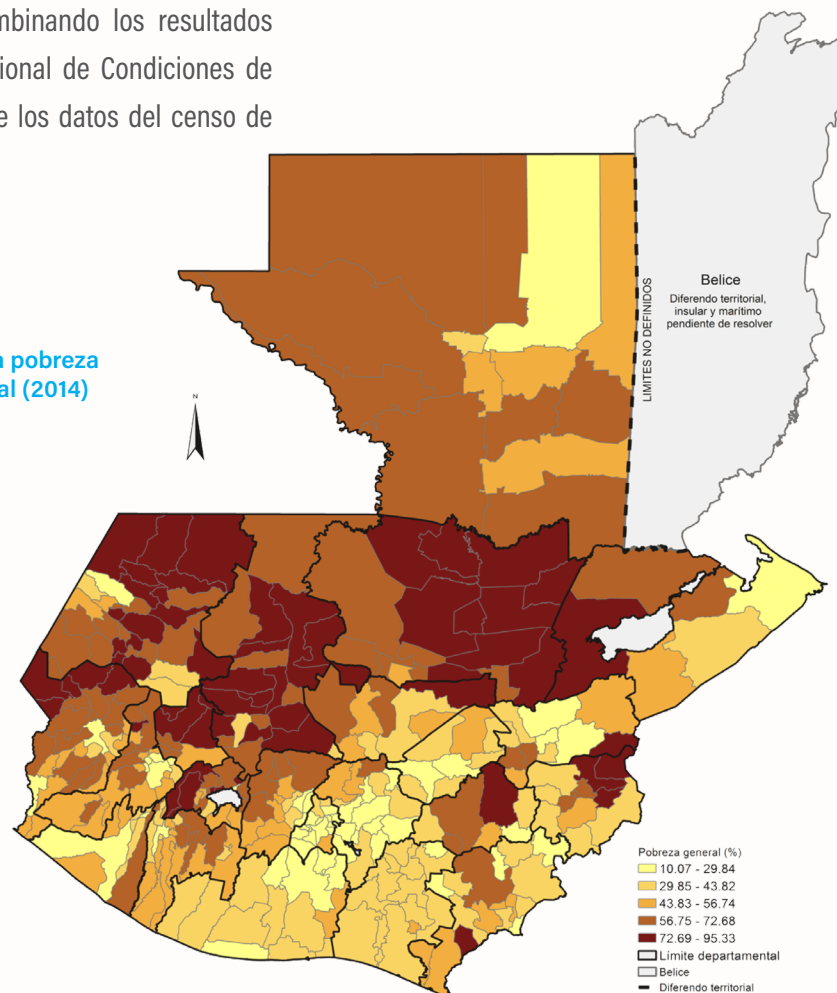 mbinando los resultados
ional de Condiciones de
e los datos del censo de
n pobreza
al (2014)
N
Belice
Diferendo territorial,
insular y marítimo
pendiente de resolver
LIMITES NO DEFINIDOS
Pobreza general (%)
10.07 - 29.84
29.85 - 43.82
43.83 - 56.74
56.75 - 72.68
72.69 - 95.33
Límite departamental
Belice
Diferendo territorial